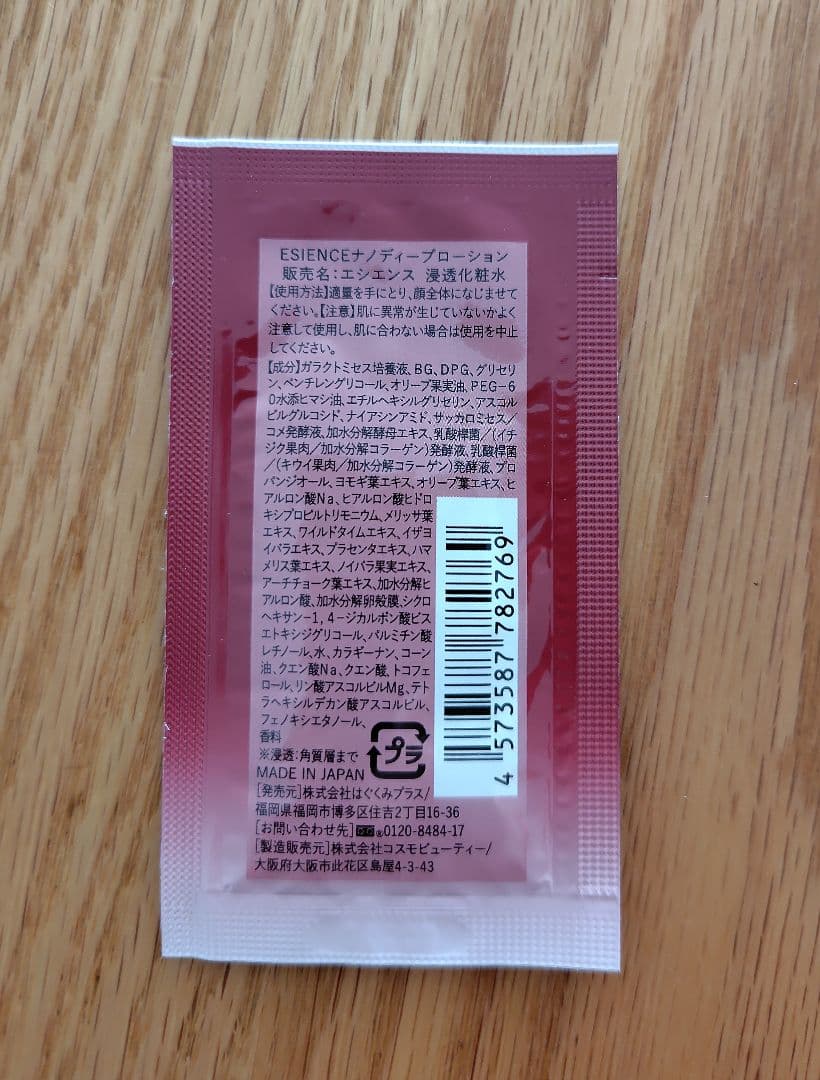 ESIENCEナノディープローション
販売名:エシエンス 浸透化粧水
【使用方法】適量を手にとり、顔全体になじませて
ください。【注意】肌に異常が生じていないかよく
注意して使用し、肌に合わない場合は使用を中止
してください。
【成分】ガラクトミセス培養液、BG、DPG、グリセリ
ン、ペンチレングリコール、オリーブ果実油、PEG-6
0水添ヒマシ油、エチルヘキシルグリセリン、アスコル
ビルグルコシド、ナイアシンアミド、サッカロミセス/
コメ発酵液、加水分解酵母エキス、乳酸桿菌/(イチ
ジク果肉/加水分解コラーゲン)発酵液、乳酸桿菌
/(キウイ果肉/加水分解コラーゲン)発酵液、プロ
パンジオール、ヨモギ葉エキス、オリーブ葉エキス、ヒ
アルロン酸Na、ヒアルロン酸ヒドロ
キシプロピルトリモニウム、メリッサ葉
エキス、ワイルドタイムエキス、イザヨ
イバラエキス、プラセンタエキス、ハマ
メリス葉エキス、ノイバラ果実エキス、
アーチチョーク葉エキス、加水分解ヒ
アルロン酸、加水分解卵殻膜、シクロ
ヘキサン-1,4-ジカルボン酸ビス
エトキシジグリコール、パルミチン酸
レチノール、水、カラギーナン、コーン
油、クエン酸Na、クエン酸、トコフェ
ロール、リン酸アスコルビルMg、テト
ラヘキシルデカン酸アスコルビル、
フェノキシエタノール、
香料
※浸透:角質層まで
プラ
MADE IN JAPAN
[発売元]株式会社はぐくみプラス/
福岡県福岡市博多区住吉2丁目16-36
[お問い合わせ先]®0120-8484-17
[製造販売元]株式会社コスモビューティー/
大阪府大阪市此花区島屋4-3-43
4 573587 782769